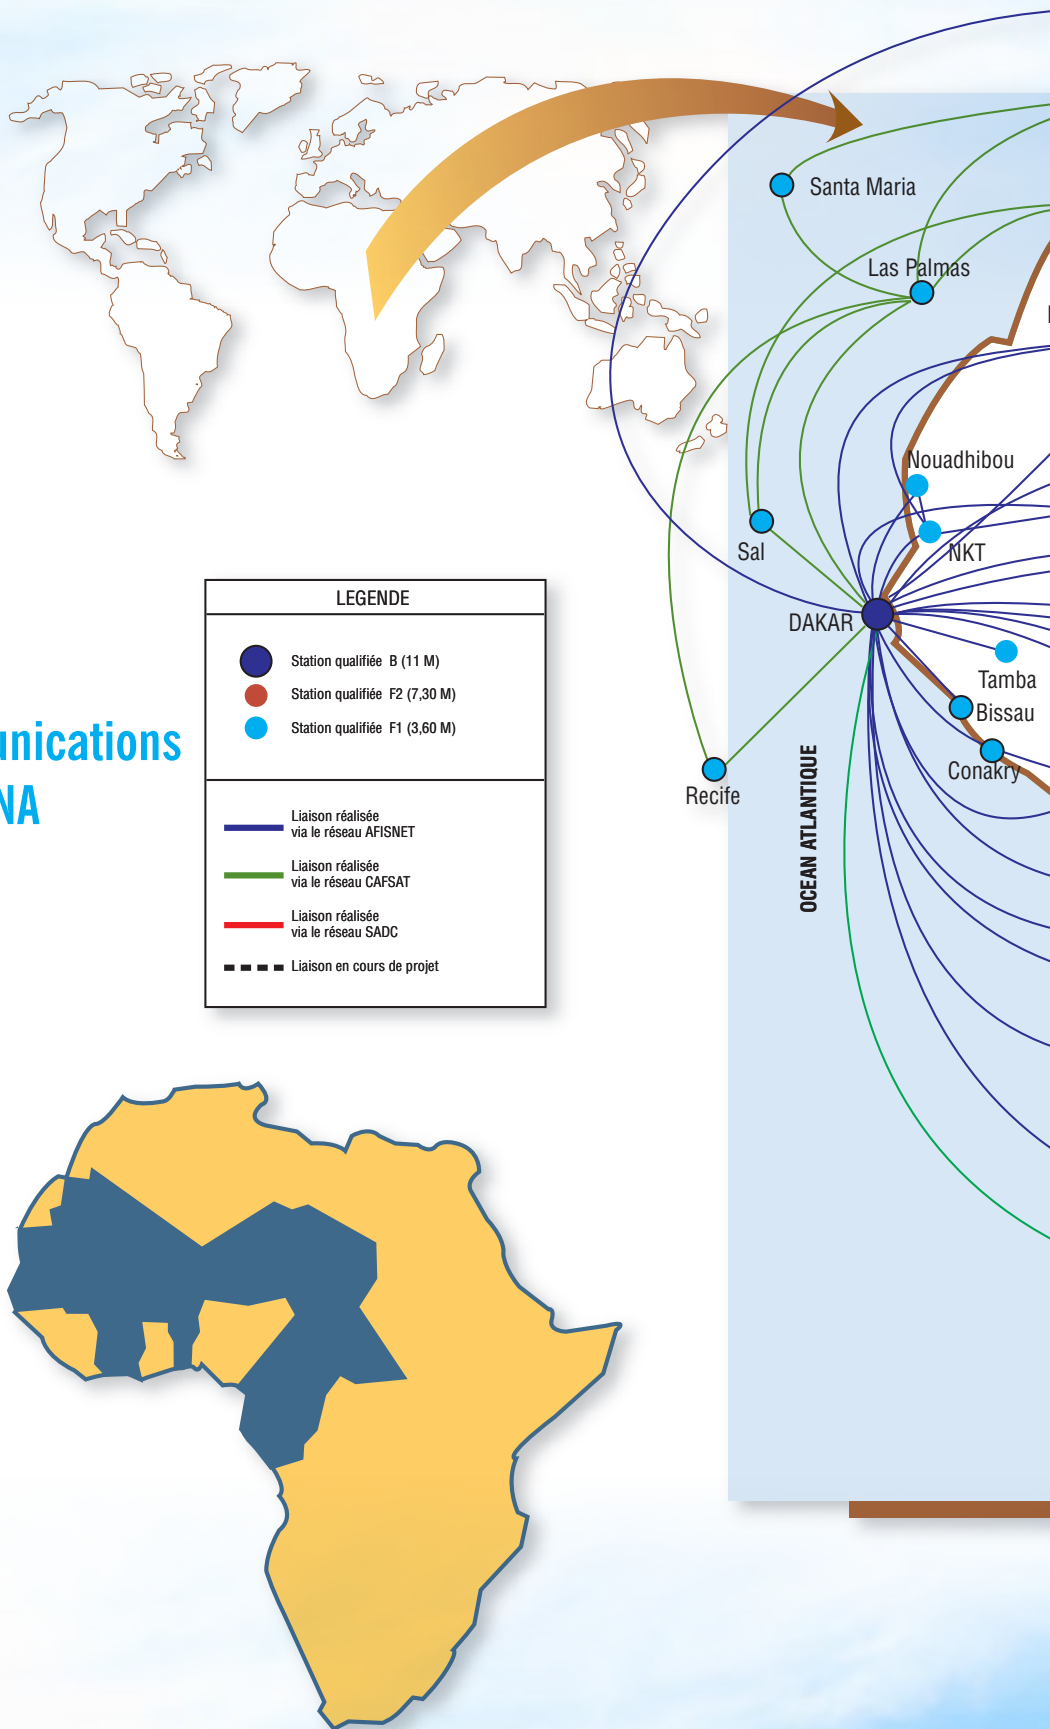 Santa Maria
Las Palmas
Nouadhibou
NKT
Sal
DAKAR
Tamba
Bissau
Conakry
Recife
OCEAN ATLANTIQUE
LEGENDE
Station qualifiée B (11 M)
Station qualifiée F2 (7,30 M)
Station qualifiée F1 (3,60 M)
Liaison réalisée
via le réseau AFISNET
Liaison réalisée
via le réseau CAFSAT
Liaison réalisée
via le réseau SADC
Liaison en cours de projet
unications
NA